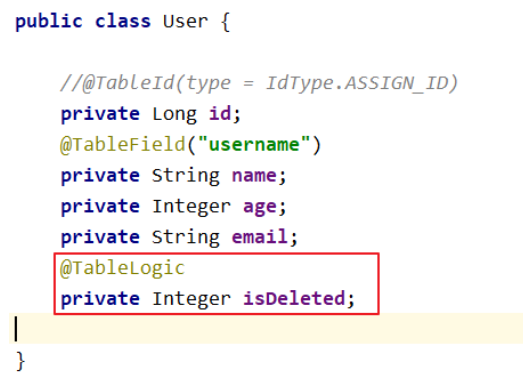 public class User {
//@TableId(type = IdType.ASSIGN_ID)
private Long id;
@TableField("username")
private String name;
private Integer age;
private String email;
@TableLogic
private Integer isDeleted;
}